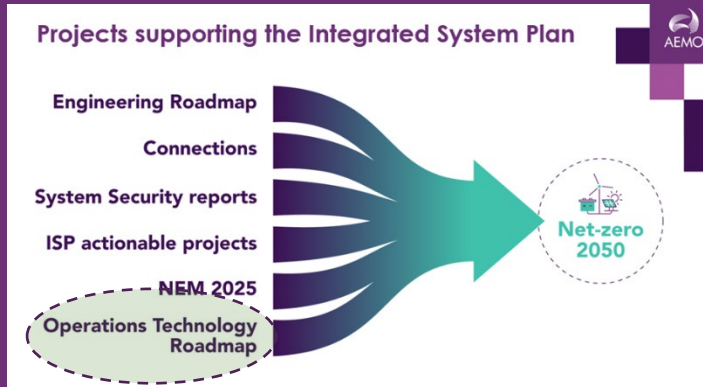 Projects supporting the Integrated System Plan
AEMO
Engineering Roadmap
Connections
System Security reports
ISP actionable projects
NEM 2025
Operations Technology
Roadmap
Net-zero
2050